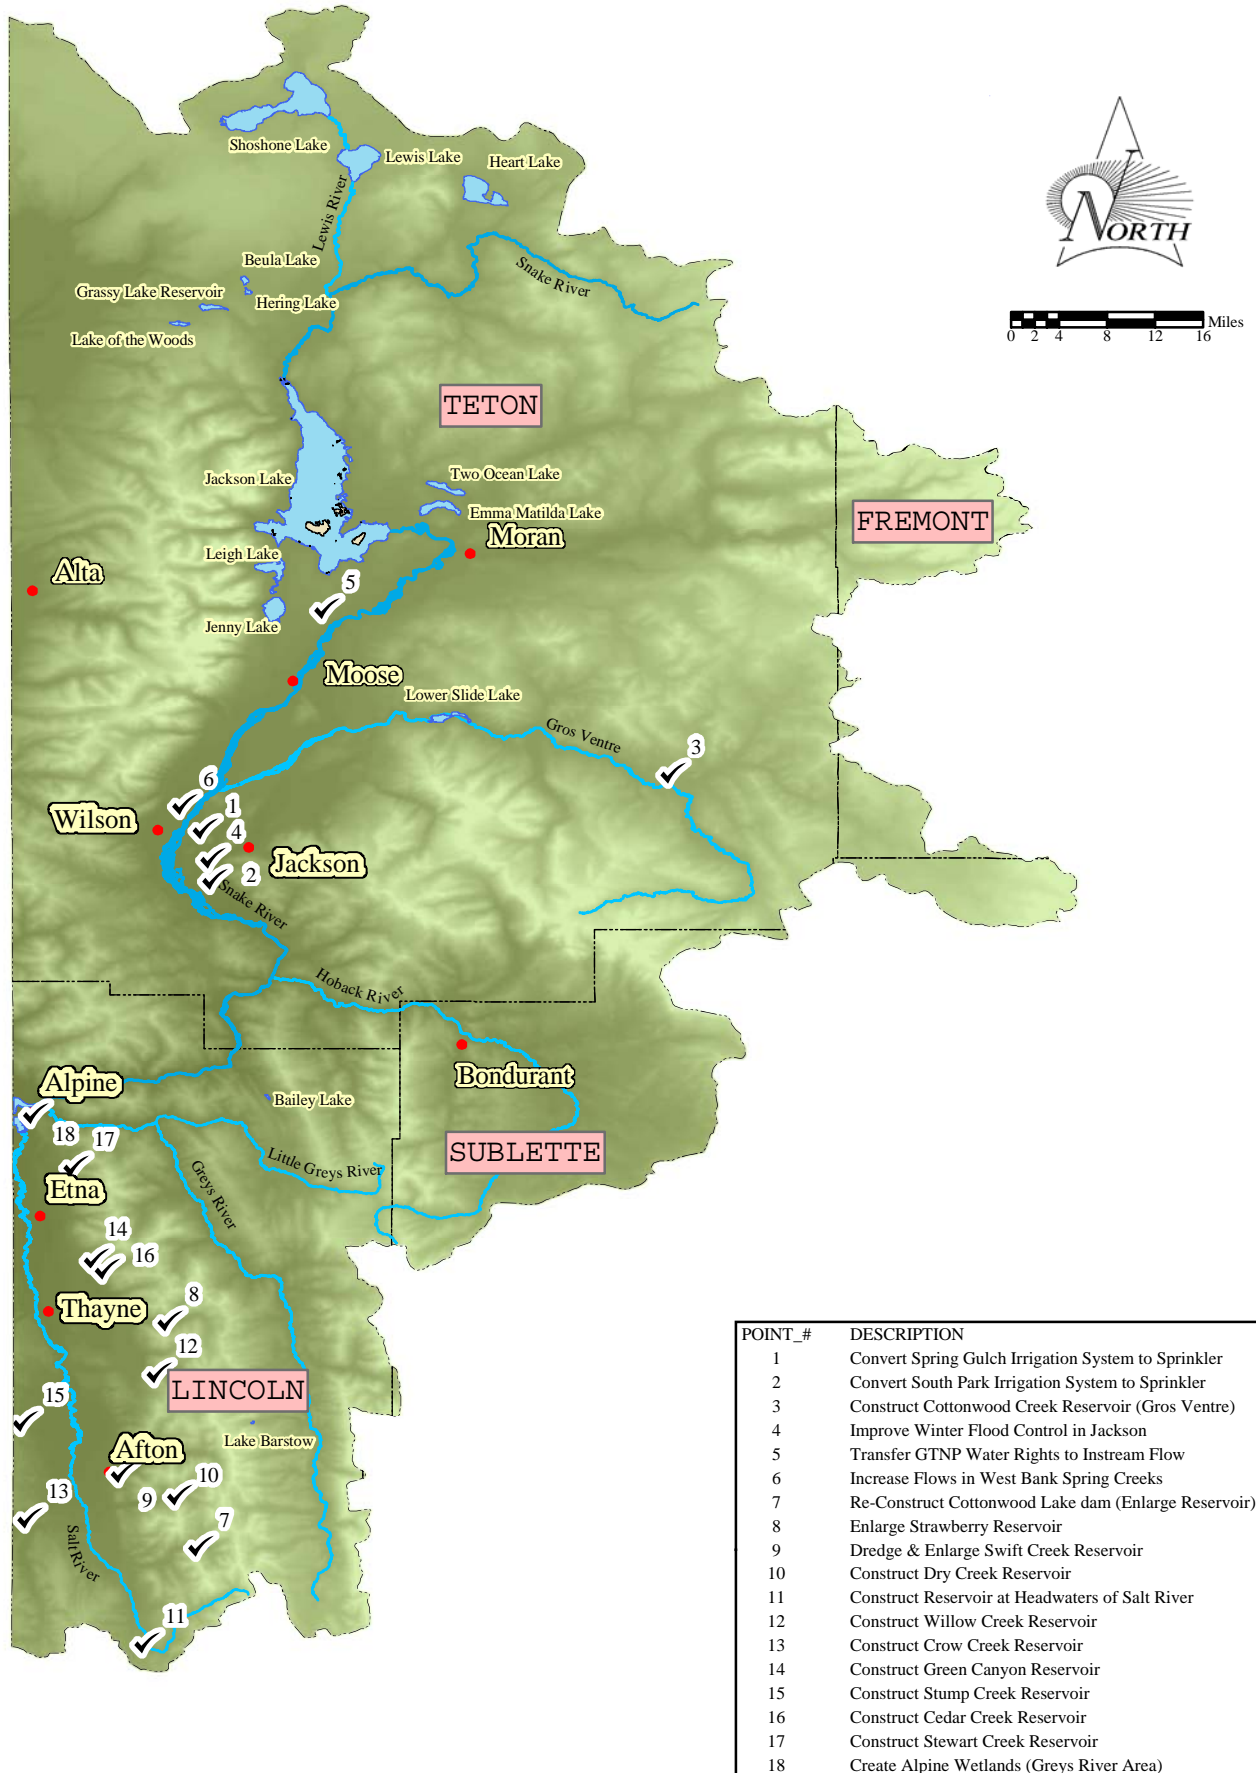 Shoshone Lake
Lewis Lake
Heart Lake
Lewis River
NORTH
Beula Lake
Snake River
Grassy Lake Reservoir
Hering Lake
Lake of the Woods
Miles
0 2 4 8 12 16
TETON
Jackson Lake
Two Ocean Lake
Emma Matilda Lake
FREMONT
Moran
Leigh Lake
Alta
5
Jenny Lake
Moose
Lower Slide Lake
Gros Ventre
3
6
1
Wilson
4
Jackson
2
Snake River
Hoback River
Bondurant
Alpine
Bailey Lake
18
17
SUBLETTE
Little Greys River
Etna
Greys River
14
16
Thayne
8
12
LINCOLN
15
Lake Barstow
Afton
10
9
13
7
Salt River
11
POINT_# DESCRIPTION
1 Convert Spring Gulch Irrigation System to Sprinkler
2 Convert South Park Irrigation System to Sprinkler
3 Construct Cottonwood Creek Reservoir (Gros Ventre)
4 Improve Winter Flood Control in Jackson
5 Transfer GTNP Water Rights to Instream Flow
6 Increase Flows in West Bank Spring Creeks
7 Re-Construct Cottonwood Lake dam (Enlarge Reservoir)
8 Enlarge Strawberry Reservoir
9 Dredge & Enlarge Swift Creek Reservoir
10 Construct Dry Creek Reservoir
11 Construct Reservoir at Headwaters of Salt River
12 Construct Willow Creek Reservoir
13 Construct Crow Creek Reservoir
14 Construct Green Canyon Reservoir
15 Construct Stump Creek Reservoir
16 Construct Cedar Creek Reservoir
17 Construct Stewart Creek Reservoir
18 Create Alpine Wetlands (Greys River Area)